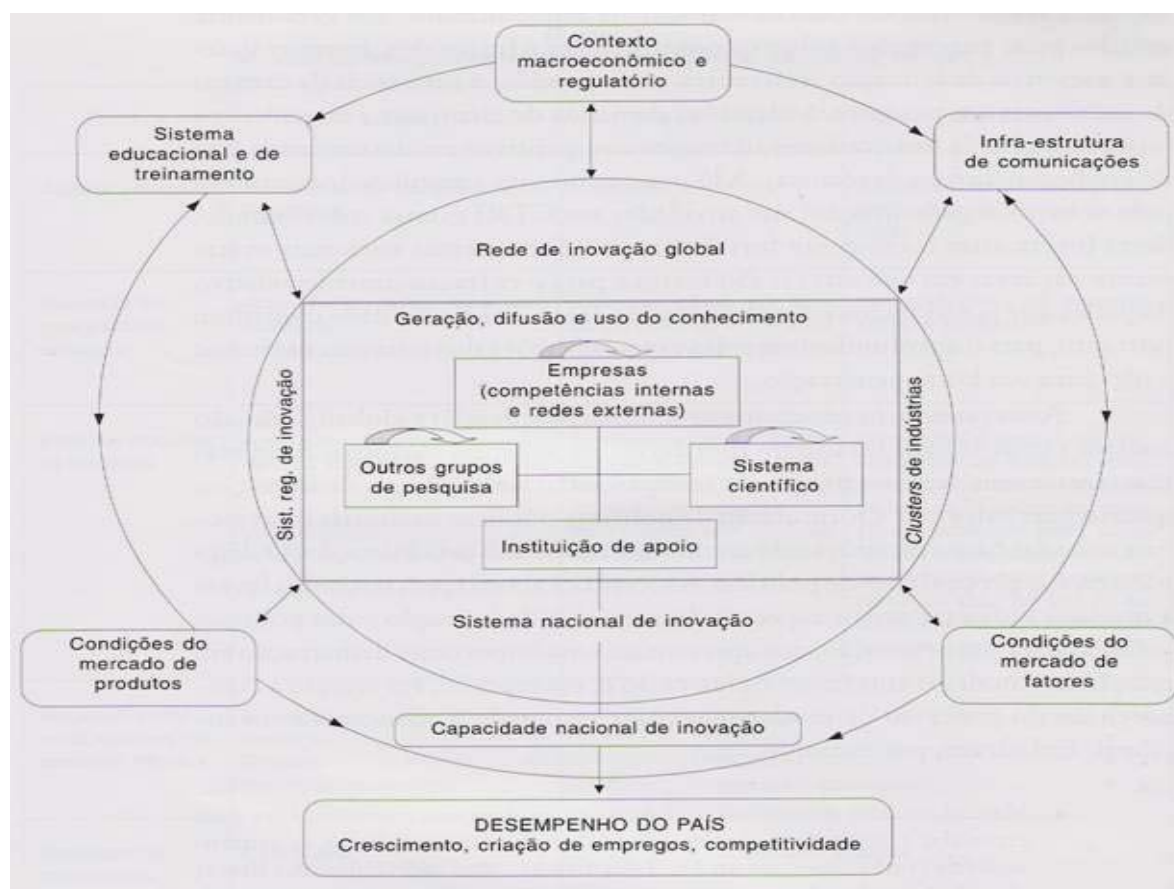 Contexto
macroeconômico e
regulatório
Sistema
educacional e de
treinamento
Infra-estrutura
de comunicações
Rede de inovação global
Geração, difusão e uso do conhecimento
Sist. reg. de inovação
Empresas
(competências internas
e redes externas)
Clusters de indústrias
Outros grupos
de pesquisa
Sistema
científico
Instituição de apoio
Sistema nacional de inovação
Condições do
mercado de
produtos
Condições do
mercado de
fatores
Capacidade nacional de inovação
DESEMPENHO DO PAÍS
Crescimento, criação de empregos, competitividade